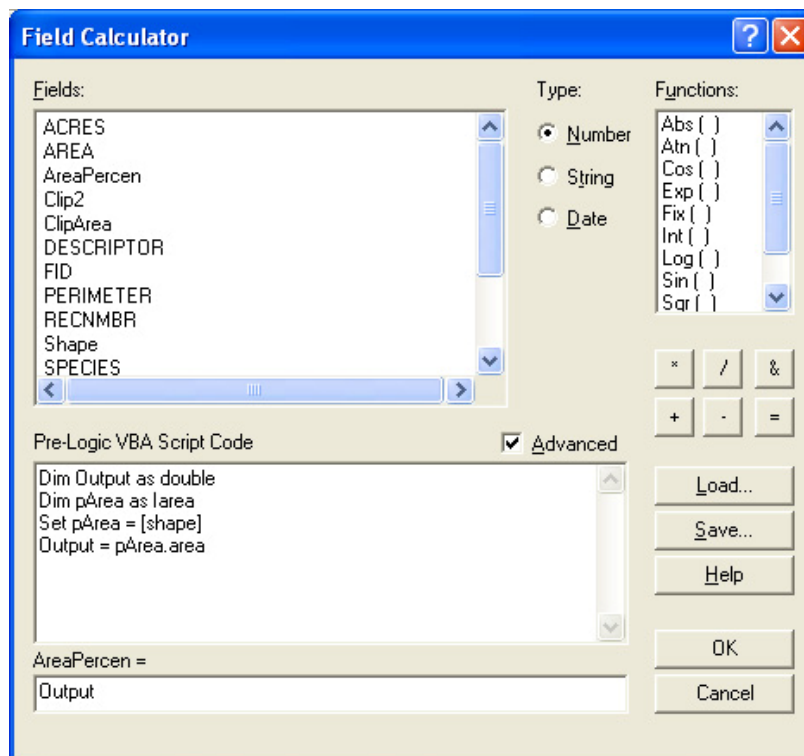 Field Calculator
Fields:
ACRES
AREA
AreaPercen
Clip2
ClipArea
DESCRIPTOR
FID
PERIMETER
RECNMBR
Shape
SPECIES
Type:
Number
String
Date
Functions:
Abs ( )
Atn ( )
Cos ( )
Exp ( )
Fix ( )
Int ( )
Log ( )
Sin ( )
Sqr ( )
* / &
+ - =
Pre-Logic VBA Script Code
Advanced
Dim Output as double
Dim pArea as Iarea
Set pArea = [shape]
Output = pArea.area
Load...
Save...
Help
AreaPercen =
Output
OK
Cancel